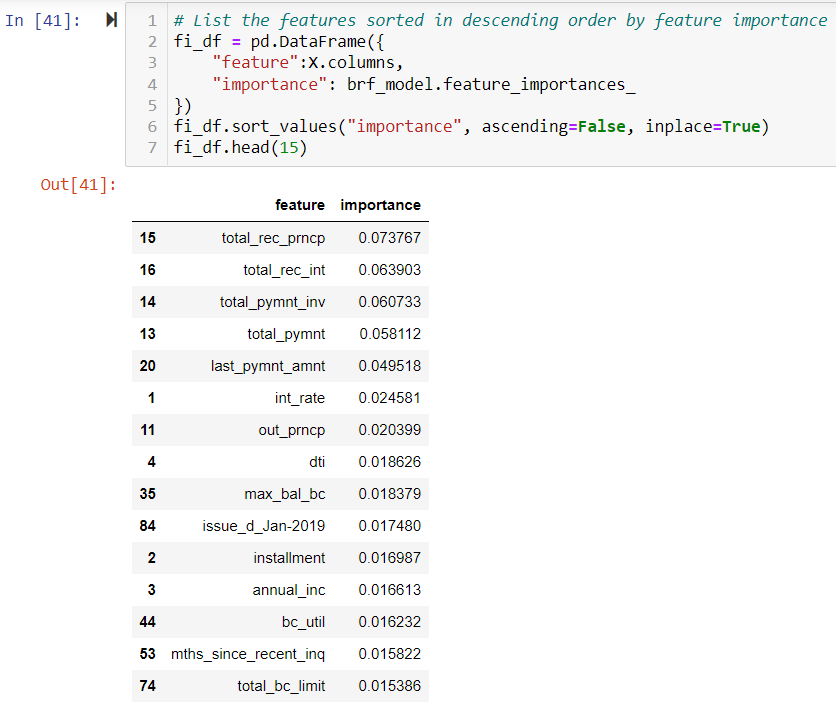 In [41]:
1 # List the features sorted in descending order by feature importance
2 fi_df = pd.DataFrame({
3     "feature":X.columns,
4     "importance": brf_model.feature_importances_
5 })
6 fi_df.sort_values("importance", ascending=False, inplace=True)
7 fi_df.head(15)
Out[41]:
feature importance
15 total_rec_prncp 0.073767
16 total_rec_int 0.063903
14 total_pymnt_inv 0.060733
13 total_pymnt 0.058112
20 last_pymnt_amnt 0.049518
1 int_rate 0.024581
11 out_prncp 0.020399
4 dti 0.018626
35 max_bal_bc 0.018379
84 issue_d_Jan-2019 0.017480
2 installment 0.016987
3 annual_inc 0.016613
44 bc_util 0.016232
53 mths_since_recent_inq 0.015822
74 total_bc_limit 0.015386